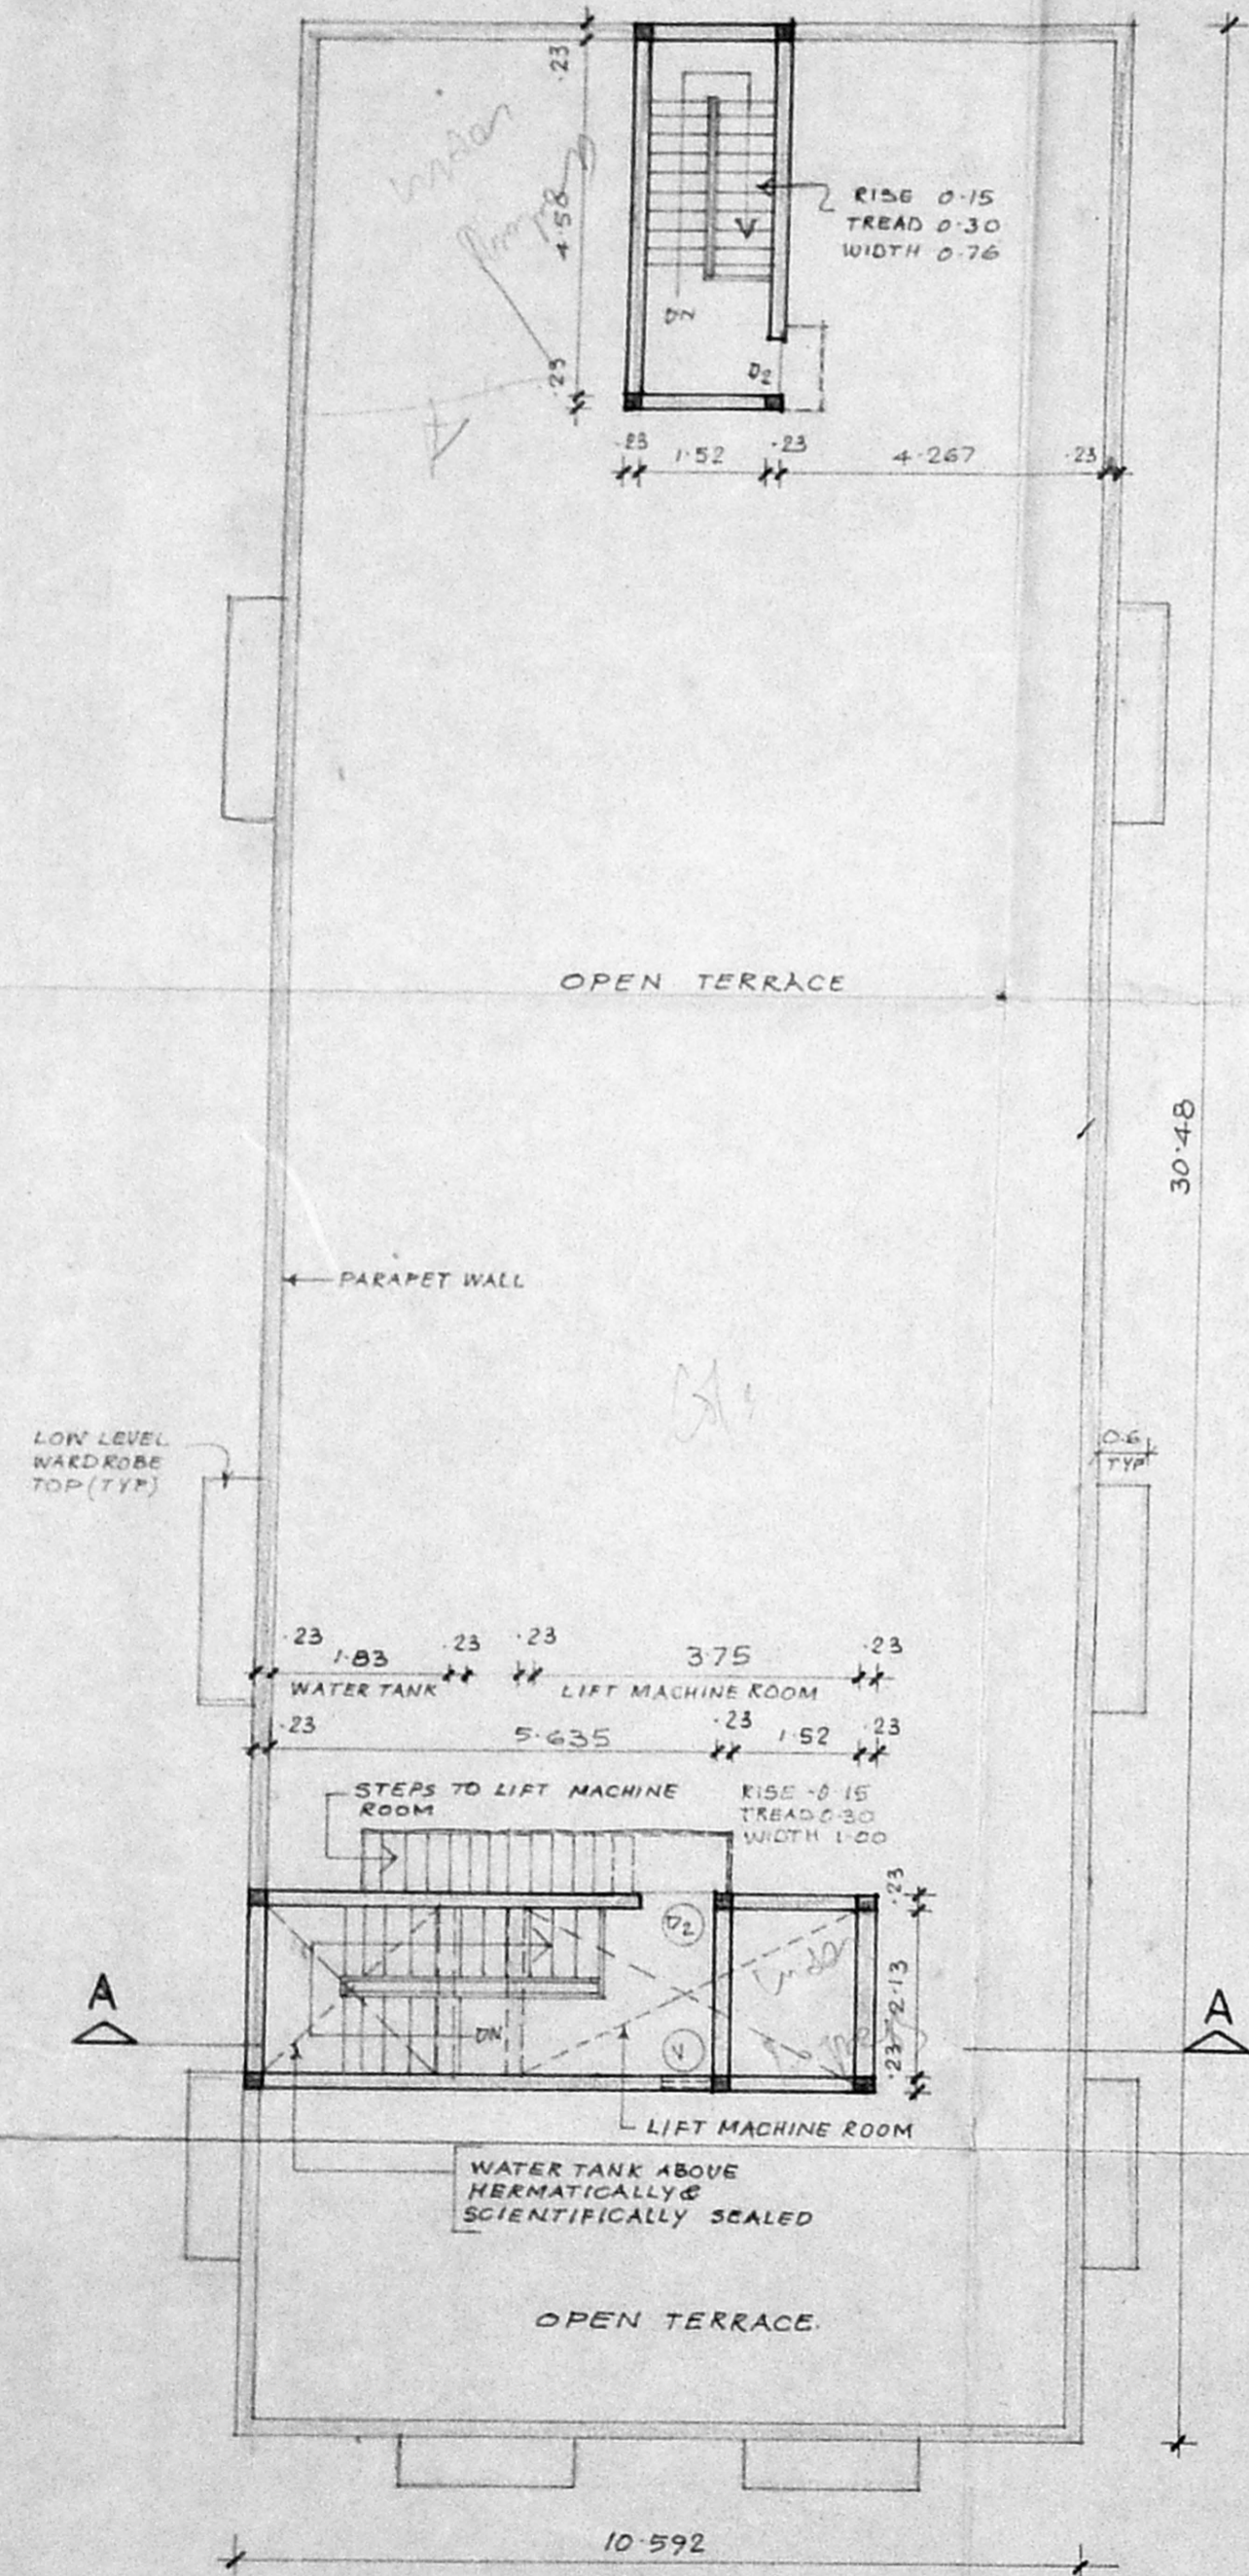 .23
4.58
.23
RISE 0.15
TREAD 0.30
WIDTH 0.76
DN
D2
.23 1.52 .23 4.267 .23
OPEN TERRACE
30.48
PARAPET WALL
LOW LEVEL
WARDROBE
TOP (TYP)
0.6
TYP
.23 1.83 .23 .23 3.75 .23
WATER TANK LIFT MACHINE ROOM
.23 5.635 .23 1.52 .23
STEPS TO LIFT MACHINE
ROOM
RISE -0.15
TREAD 0.30
WIDTH 1.00
.23
2.13
.23
D2
DN
V
A
A
LIFT MACHINE ROOM
WATER TANK ABOVE
HERMATICALLY &
SCIENTIFICALLY SEALED
OPEN TERRACE.
10.592